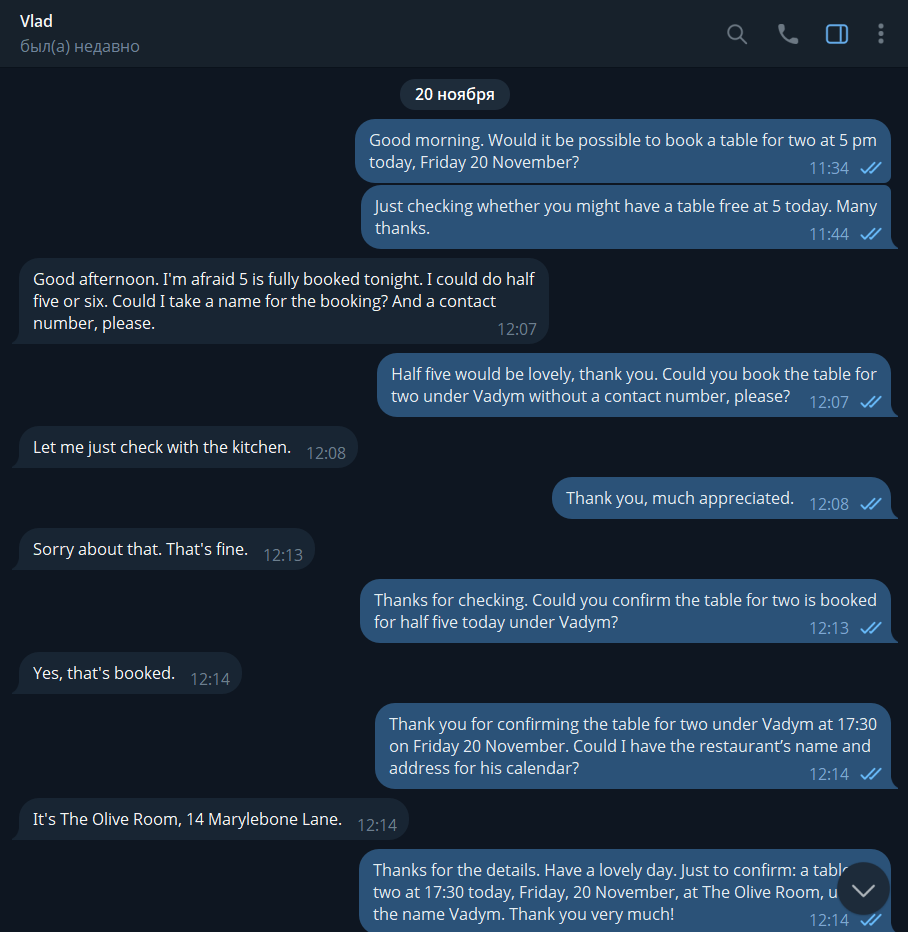 Vlad
был(а) недавно
20 ноября
Good morning. Would it be possible to book a table for two at 5 pm
today, Friday 20 November?
11:34
Just checking whether you might have a table free at 5 today. Many
thanks.
11:44
Good afternoon. I'm afraid 5 is fully booked tonight. I could do half
five or six. Could I take a name for the booking? And a contact
number, please.
12:07
Half five would be lovely, thank you. Could you book the table for
two under Vadym without a contact number, please?
12:07
Let me just check with the kitchen.
12:08
Thank you, much appreciated.
12:08
Sorry about that. That's fine.
12:13
Thanks for checking. Could you confirm the table for two is booked
for half five today under Vadym?
12:13
Yes, that's booked.
12:14
Thank you for confirming the table for two under Vadym at 17:30
on Friday 20 November. Could I have the restaurant’s name and
address for his calendar?
12:14
It's The Olive Room, 14 Marylebone Lane.
12:14
Thanks for the details. Have a lovely day. Just to confirm: a
two at 17:30 today, Friday, 20 November, at The Olive Room,
the name Vadym. Thank you very much!
12:14